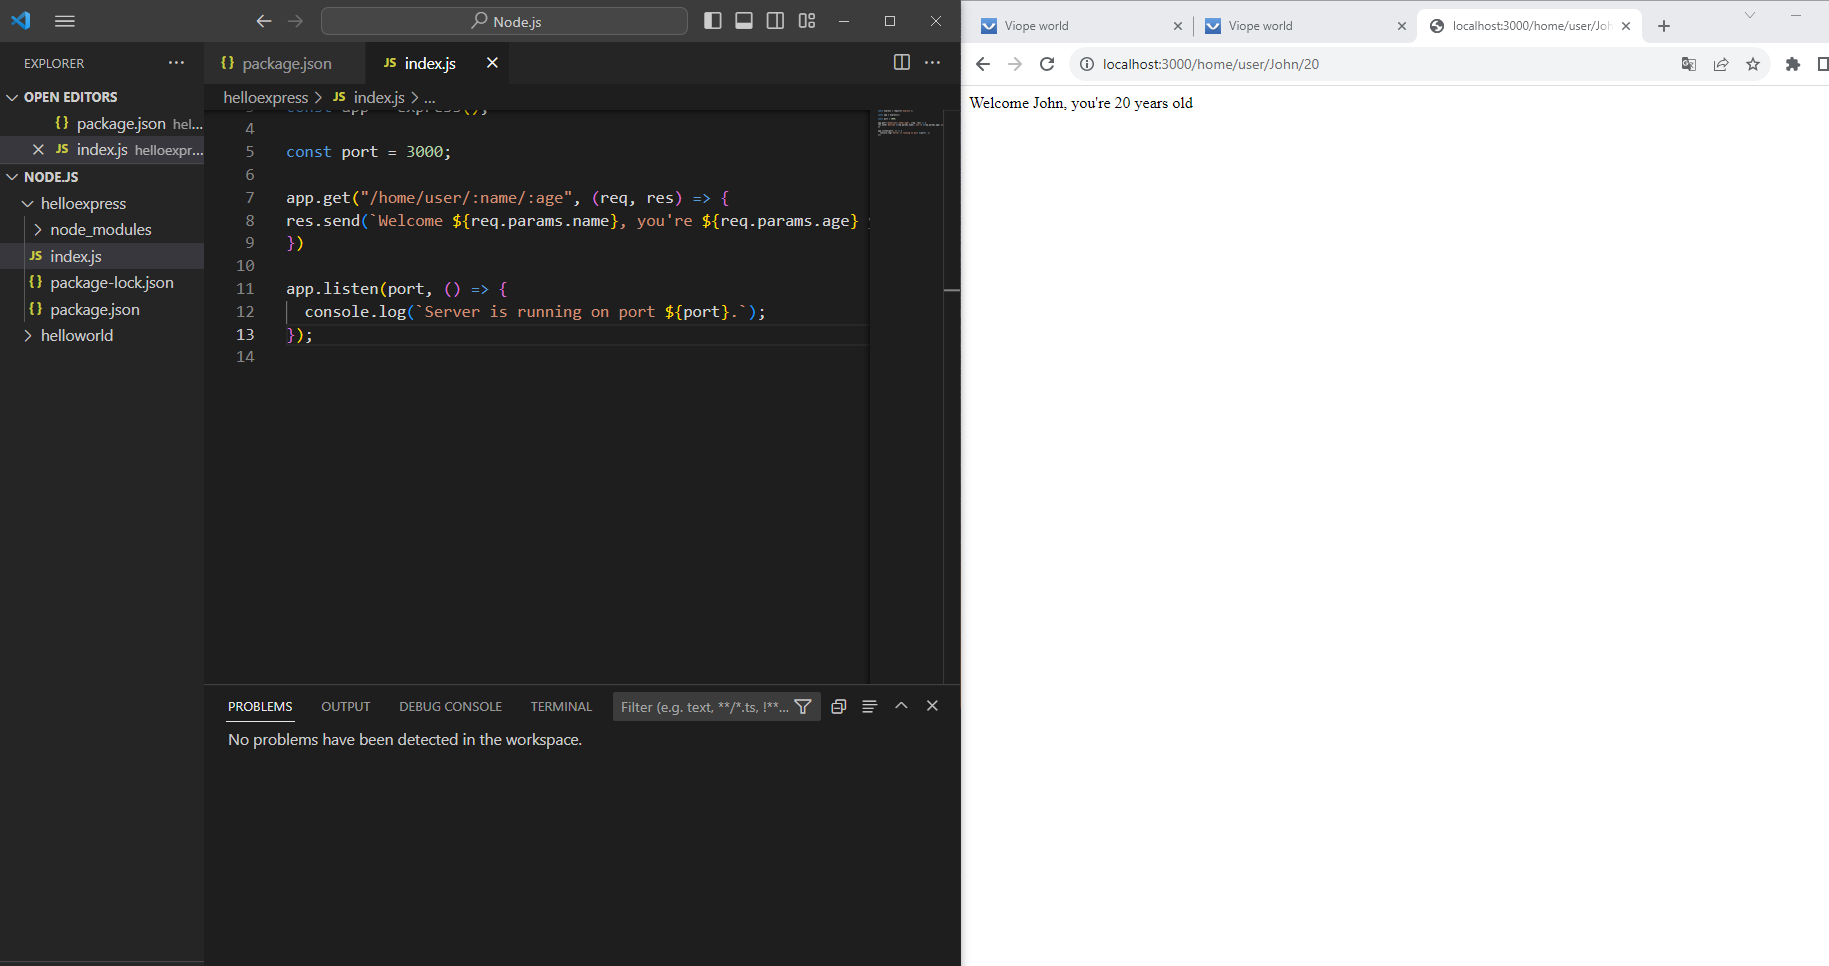 Node.js
EXPLORER
OPEN EDITORS
{} package.json hel...
JS index.js helloexpr...
NODE.JS
helloexpress
node_modules
JS index.js
{} package-lock.json
{} package.json
helloworld
{} package.json
JS index.js
helloexpress > JS index.js > ...
const app = express();
4
5 const port = 3000;
6
7 app.get("/home/user/:name/:age", (req, res) => {
8 res.send(`Welcome ${req.params.name}, you're ${req.params.age}
9 })
10
11 app.listen(port, () => {
12 console.log(`Server is running on port ${port}.`);
13 });
14
PROBLEMS OUTPUT DEBUG CONSOLE TERMINAL Filter (e.g. text, **/*.ts, !**...
No problems have been detected in the workspace.
Viope world
Viope world
localhost:3000/home/user/Joh
localhost:3000/home/user/John/20
Welcome John, you're 20 years old